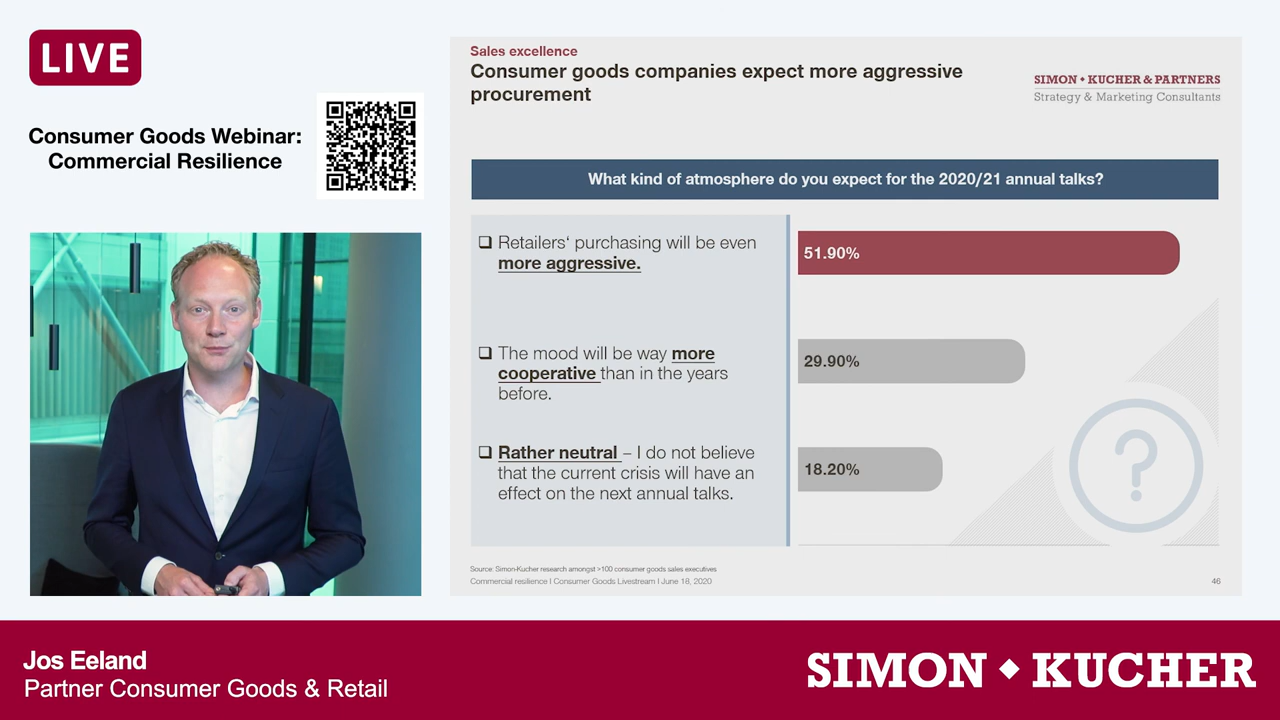 LIVE
Consumer Goods Webinar:
Commercial Resilience
Sales excellence
Consumer goods companies expect more aggressive
procurement
SIMON • KUCHER & PARTNERS
Strategy & Marketing Consultants
What kind of atmosphere do you expect for the 2020/21 annual talks?
❑ Retailers‘ purchasing will be even
more aggressive.
51.90%
❑ The mood will be way more
cooperative than in the years
before.
29.90%
❑ Rather neutral – I do not believe
that the current crisis will have an
effect on the next annual talks.
18.20%
?
Source: Simon-Kucher research amongst >100 consumer goods sales executives
Commercial resilience I Consumer Goods Livestream I June 18, 2020
46
Jos Eeland
Partner Consumer Goods & Retail
SIMON ◆ KUCHER